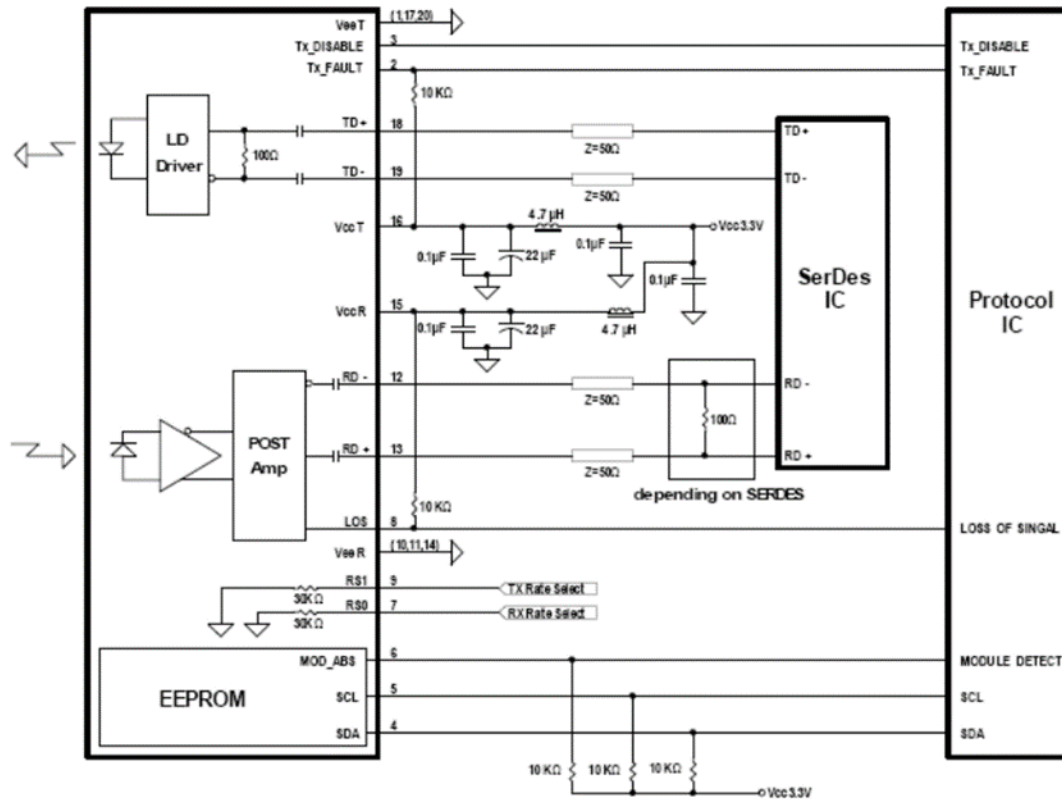 VeeT
(1,17,20)
Tx_DISABLE
3
Tx_DISABLE
Tx_FAULT
2
Tx_FAULT
10 KΩ
LD
Driver
100Ω
TD+
18
Z=50Ω
TD+
TD-
19
Z=50Ω
TD-
VccT
16
4.7 μH
Vcc3.3V
0.1μF
22 μF
0.1μF
0.1μF
SerDes
IC
Protocol
IC
VccR
15
0.1μF
22 μF
4.7 μH
RD -
12
Z=50Ω
RD -
POST
Amp
100Ω
RD +
13
Z=50Ω
RD +
depending on SERDES
10 KΩ
LOS
8
LOSS OF SINGAL
VeeR
(10,11,14)
RS1
9
TX Rate Select
30KΩ
RS0
7
RX Rate Select
30KΩ
MOD_ABS
6
MODULE DETECT
EEPROM
SCL
5
SCL
SDA
4
SDA
10 KΩ
10 KΩ
10 KΩ
Vcc3.3V